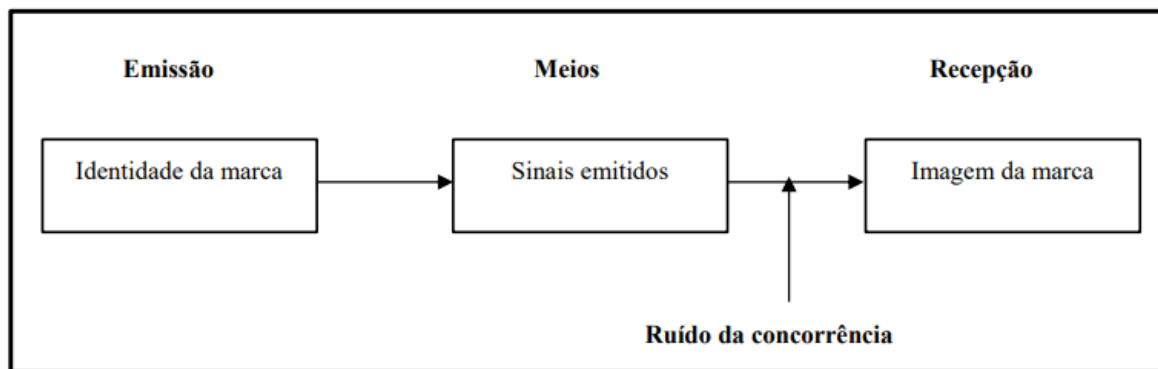 Emissão
Meios
Recepção
Identidade da marca
Sinais emitidos
Imagem da marca
Ruído da concorrência